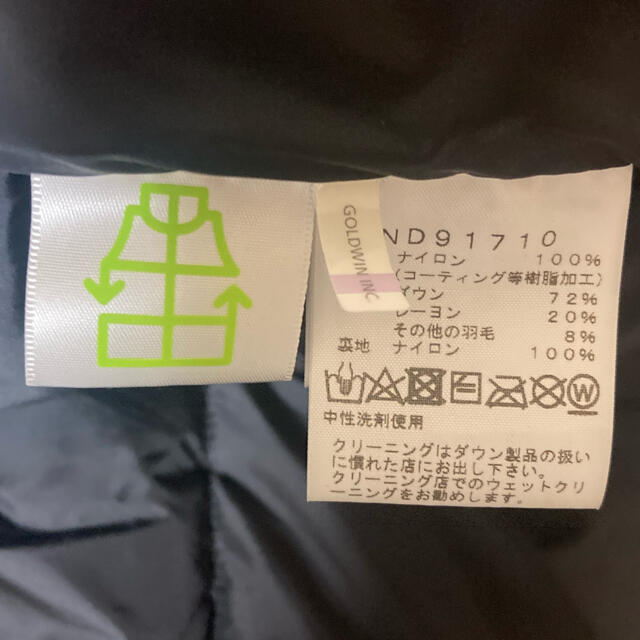 GOLDWIN INC
ND91710
ナイロン 100%
(コーティング等樹脂加工)
ダウン 72%
レーヨン 20%
その他の羽毛 8%
裏地 ナイロン 100%
W
中性洗剤使用
クリーニングはダウン製品の扱い
に慣れた店にお出し下さい。
クリーニング店でのウェットクリ
ーニングをお勧めします。